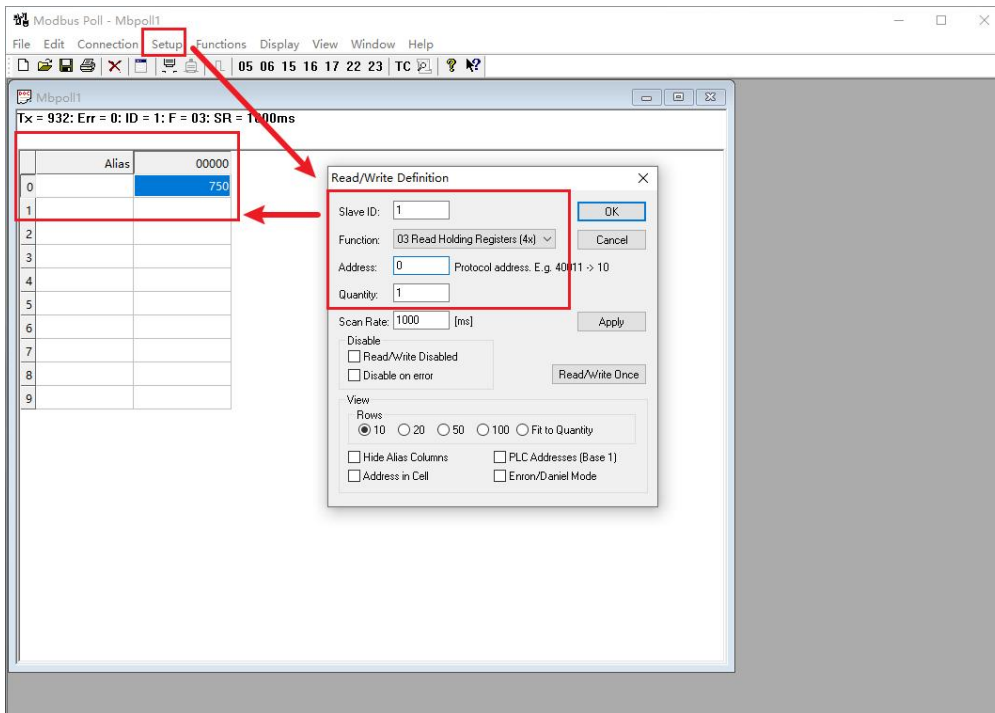 Modbus Poll - Mbpoll1
File Edit Connection Setup Functions Display View Window Help
05 06 15 16 17 22 23 TC
Mbpoll1
Tx = 932: Err = 0: ID = 1: F = 03: SR = 1000ms
Alias 00000
0 750
1
2
3
4
5
6
7
8
9
Read/Write Definition
Slave ID: 1 OK
Function: 03 Read Holding Registers (4x) Cancel
Address: 0 Protocol address. E.g. 40011 -> 10
Quantity: 1
Scan Rate: 1000 [ms] Apply
Disable
Read/Write Disabled
Disable on error Read/Write Once
View
Rows
10 20 50 100 Fit to Quantity
Hide Alias Columns PLC Addresses (Base 1)
Address in Cell Enron/Daniel Mode